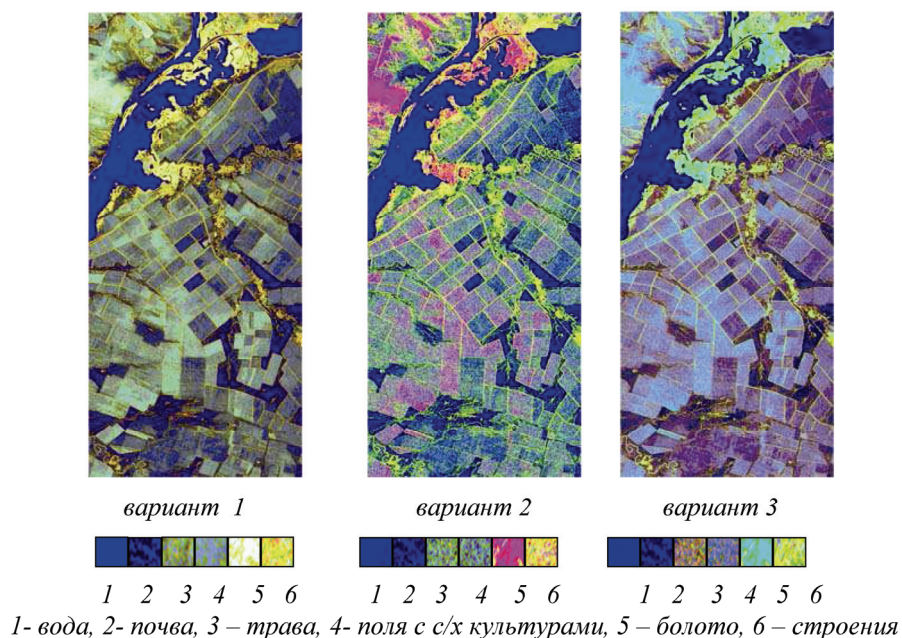 вариант 1 вариант 2 вариант 3
1 2 3 4 5 6 1 2 3 4 5 6 1 2 3 4 5 6
1- вода, 2- почва, 3 – трава, 4- поля с с/х культурами, 5 – болото, 6 – строения